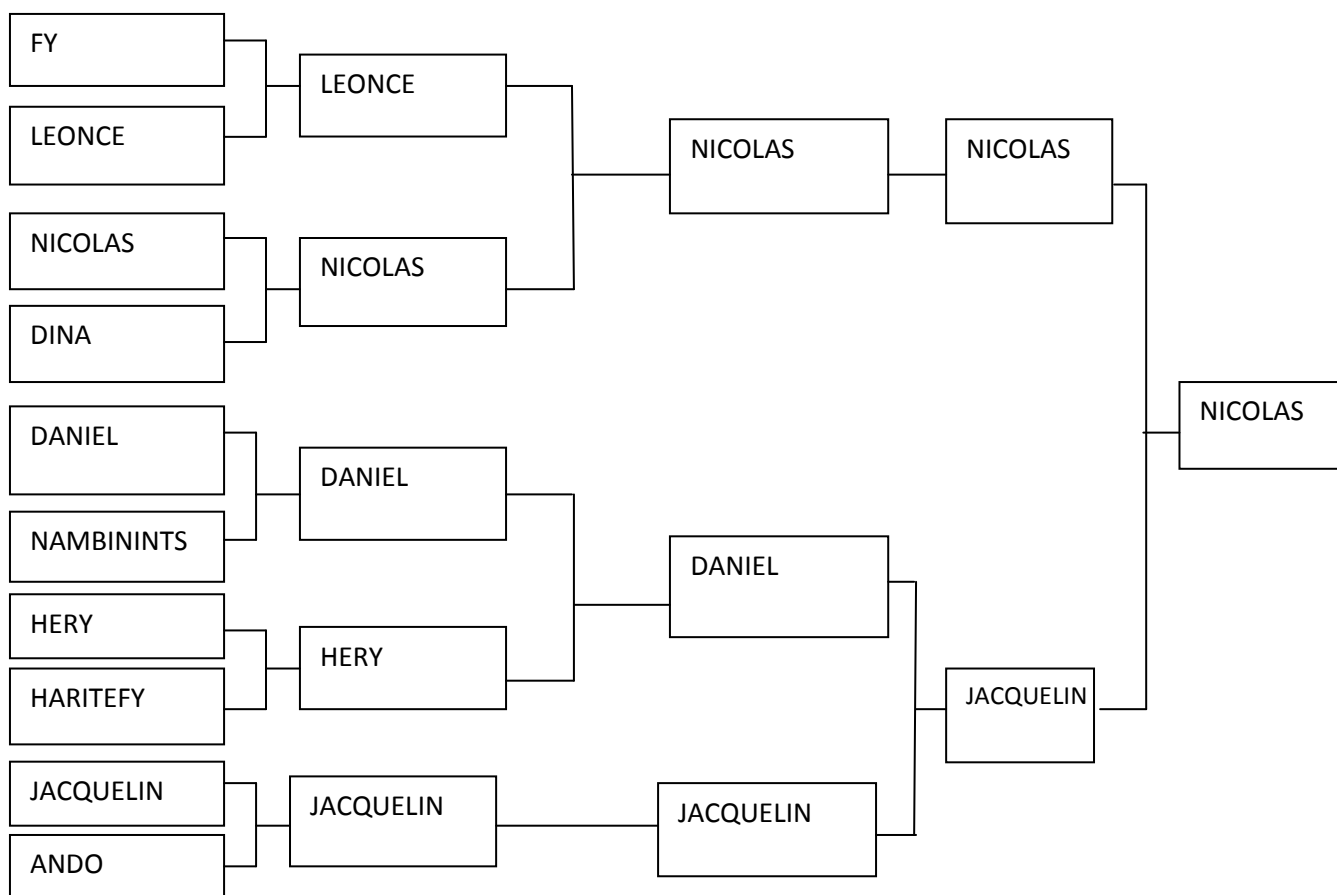 FY
LEONCE
NICOLAS
DINA
DANIEL
NAMBININTS
HERY
HARITEFY
JACQUELIN
ANDO
LEONCE
NICOLAS
DANIEL
HERY
JACQUELIN
NICOLAS
DANIEL
JACQUELIN
NICOLAS
JACQUELIN
NICOLAS